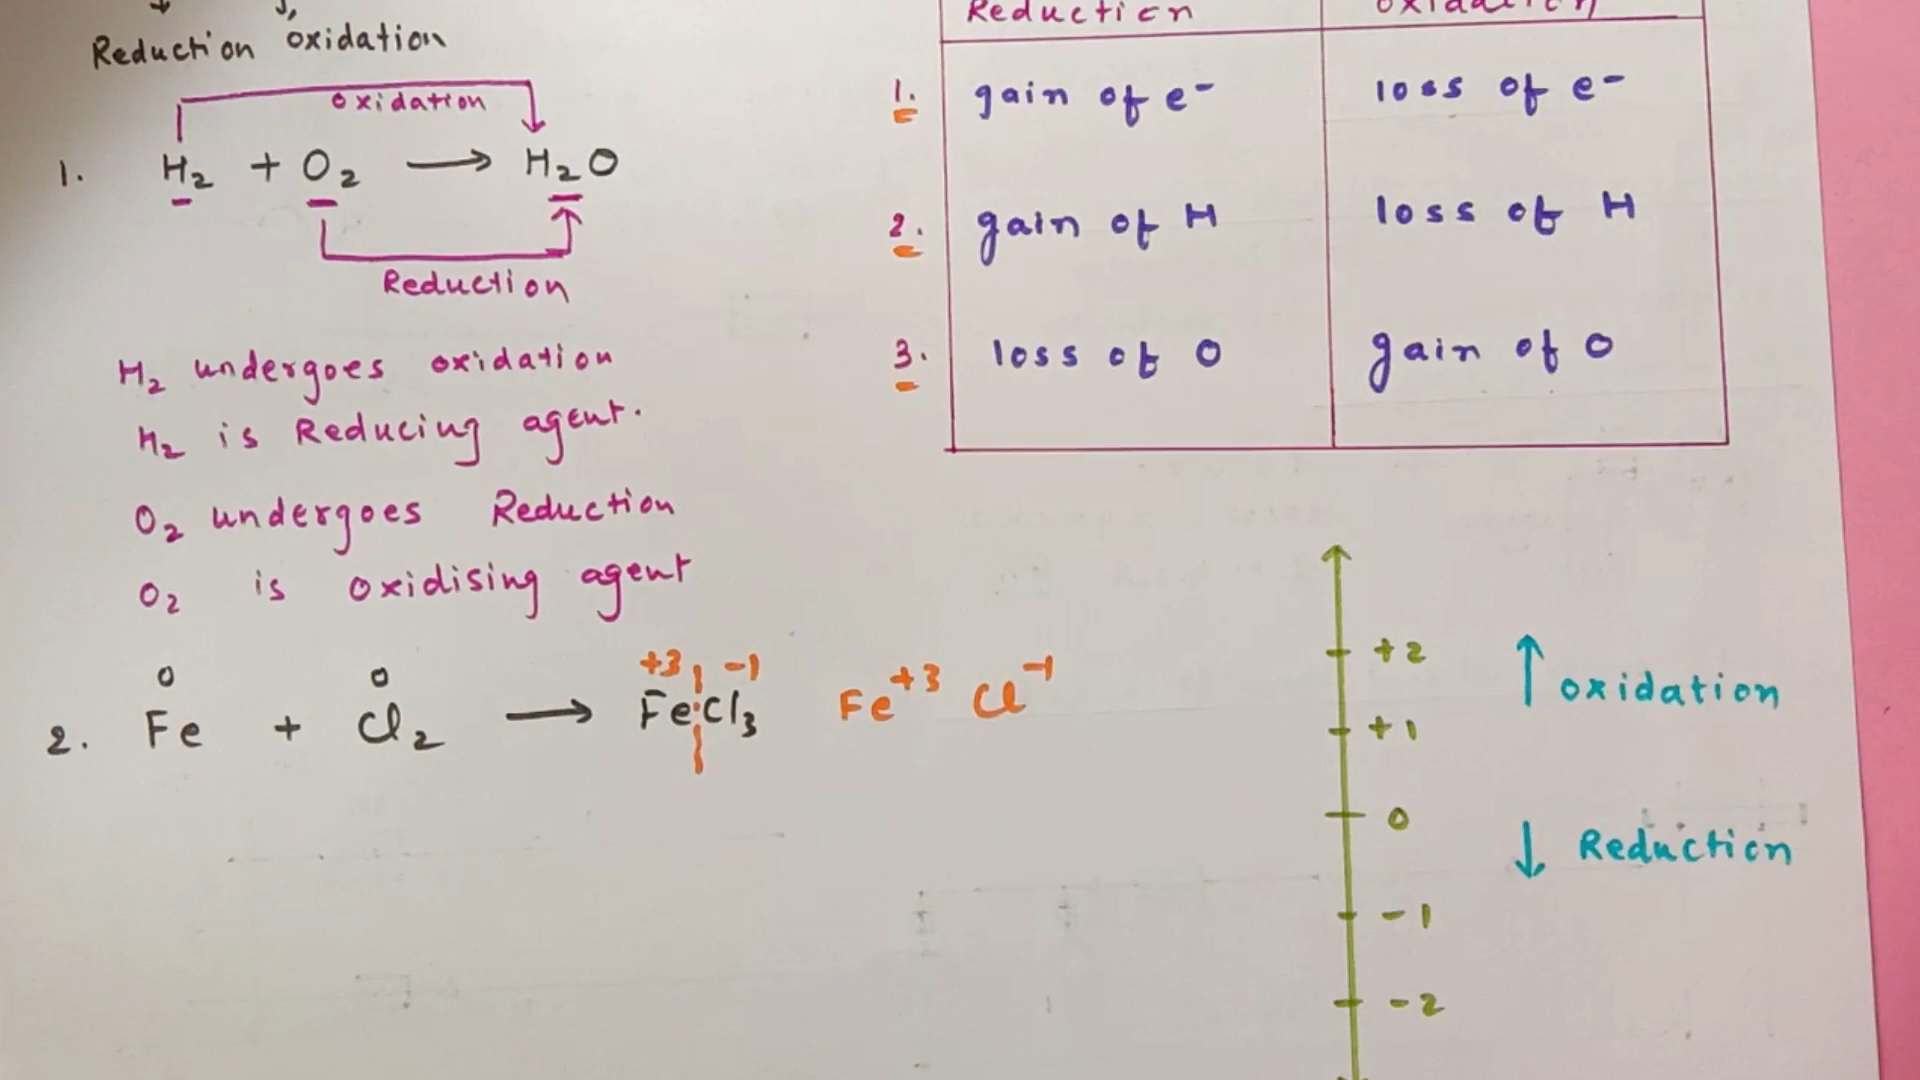 Reduction oxidation
oxidation
1. H₂ + O₂ → H₂O
Reduction
H₂ undergoes oxidation
H₂ is Reducing agent.
O₂ undergoes Reduction
O₂ is oxidising agent
0 0 +3 -1
2. Fe + Cl₂ → FeCl₃ Fe⁺³ Cl⁻¹
Reduction oxidation
1. gain of e- loss of e-
2. gain of H loss of H
3. loss of O gain of O
+2
↑ oxidation
+1
0
↓ Reduction
-1
-2